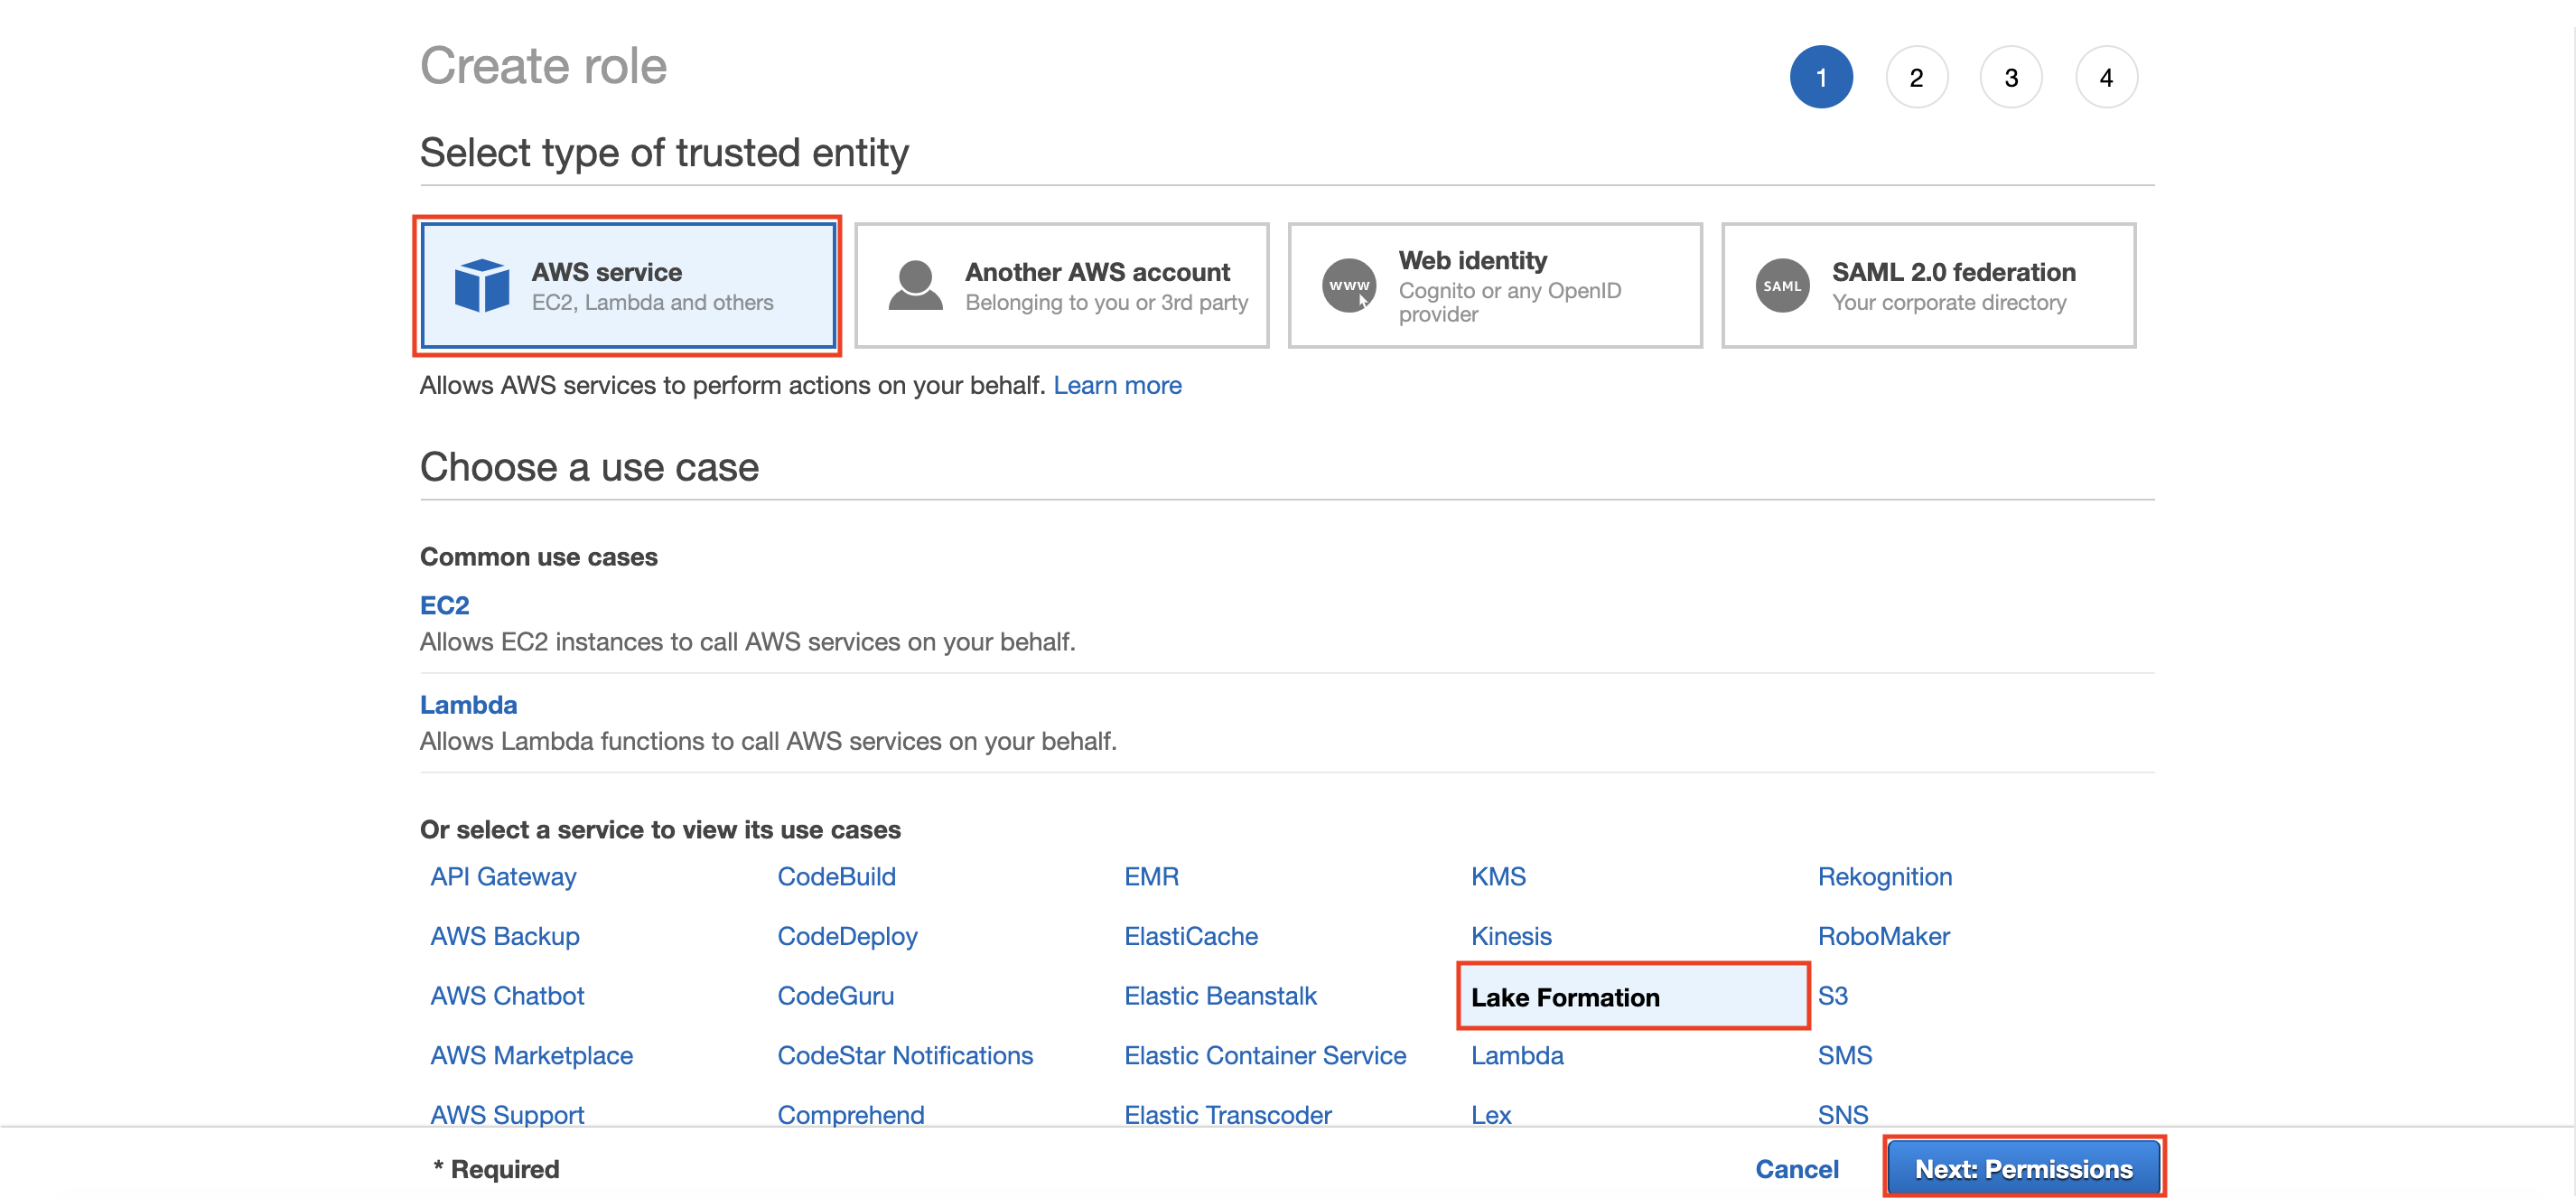 Create role
1 2 3 4
Select type of trusted entity
AWS service
EC2, Lambda and others
Another AWS account
Belonging to you or 3rd party
www
Web identity
Cognito or any OpenID
provider
SAML
SAML 2.0 federation
Your corporate directory
Allows AWS services to perform actions on your behalf. Learn more
Choose a use case
Common use cases
EC2
Allows EC2 instances to call AWS services on your behalf.
Lambda
Allows Lambda functions to call AWS services on your behalf.
Or select a service to view its use cases
API Gateway CodeBuild EMR KMS Rekognition
AWS Backup CodeDeploy ElastiCache Kinesis RoboMaker
AWS Chatbot CodeGuru Elastic Beanstalk Lake Formation S3
AWS Marketplace CodeStar Notifications Elastic Container Service Lambda SMS
AWS Support Comprehend Elastic Transcoder Lex SNS
* Required Cancel Next: Permissions